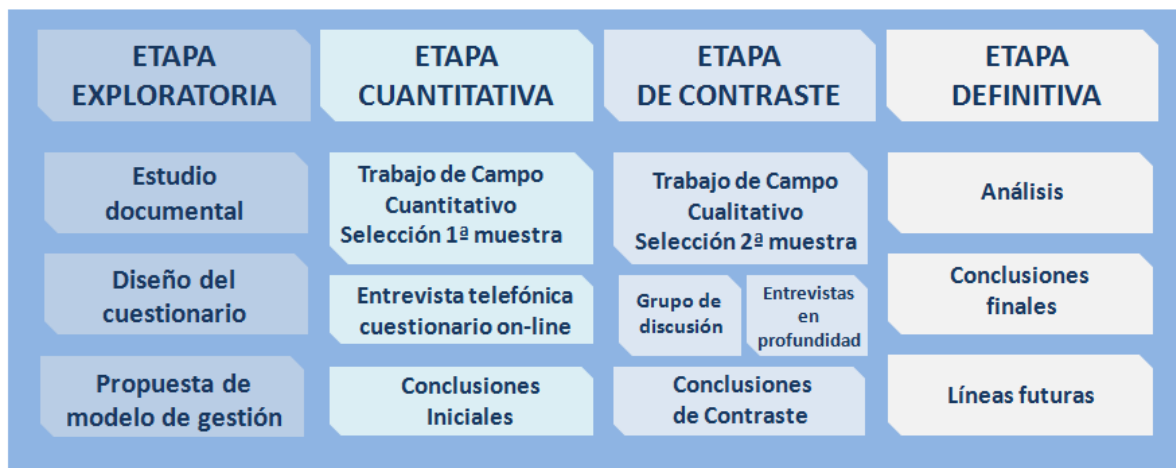 ETAPA
EXPLORATORIA
ETAPA
CUANTITATIVA
ETAPA
DE CONTRASTE
ETAPA
DEFINITIVA
Estudio
documental
Diseño del
cuestionario
Propuesta de
modelo de gestión
Trabajo de Campo
Cuantitativo
Selección 1ª muestra
Entrevista telefónica
cuestionario on-line
Conclusiones
Iniciales
Trabajo de Campo
Cualitativo
Selección 2ª muestra
Grupo de
discusión
Entrevistas
en
profundidad
Conclusiones
de Contraste
Análisis
Conclusiones
finales
Líneas futuras